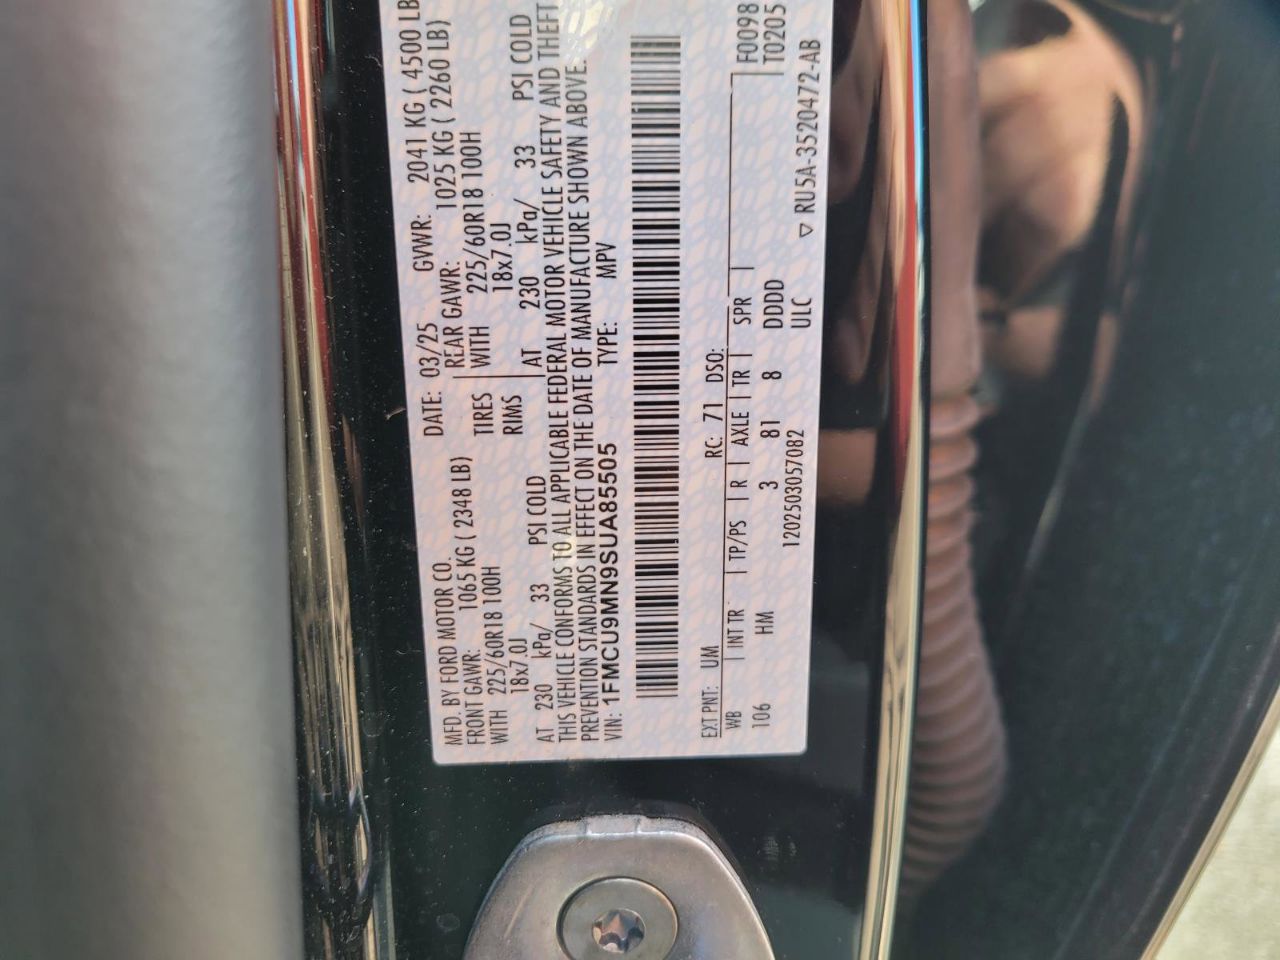 MFD. BY FORD MOTOR CO.
DATE: 03/25 GVWR: 2041 KG ( 4500 LB
FRONT GAWR: 1065 KG ( 2348 LB) REAR GAWR: 1025 KG ( 2260 LB)
WITH 225/60R18 100H TIRES WITH 225/60R18 100H
18x7.0J RIMS 18x7.0J
AT 230 kPa/ 33 PSI COLD AT 230 kPa/ 33 PSI COLD
THIS VEHICLE CONFORMS TO ALL APPLICABLE FEDERAL MOTOR VEHICLE SAFETY AND THEFT
PREVENTION STANDARDS IN EFFECT ON THE DATE OF MANUFACTURE SHOWN ABOVE.
VIN: 1FMCU9MN9SUA85505 TYPE: MPV
EXT PNT: UM RC: 71 DSO:
WB INT TR TP/PS R AXLE TR SPR F0098
106 HM 3 81 8 DDDD T0205
120250305708​2 ULC ▽ RU5A-3520472-AB